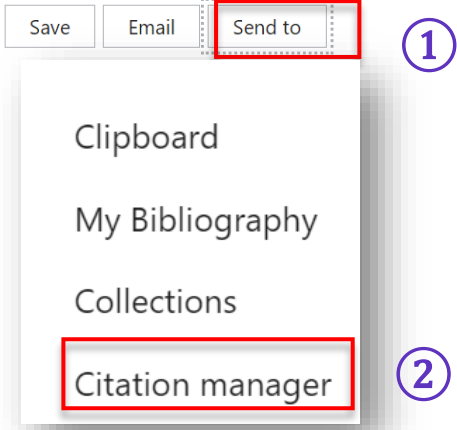 Save Email Send to ①
Clipboard
My Bibliography
Collections
Citation manager ②